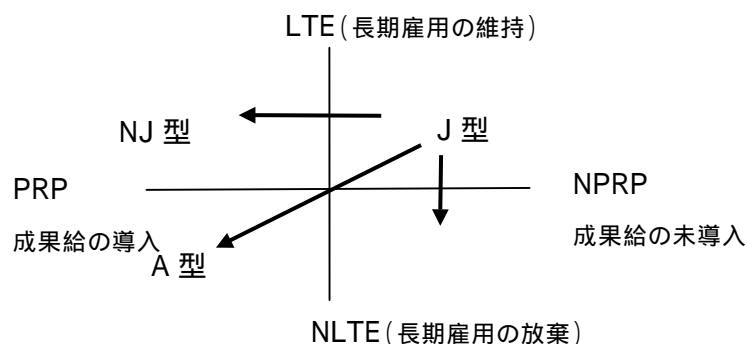 LTE(長期雇用の維持)
NJ 型
J 型
PRP
NPRP
成果給の導入
成果給の未導入
A 型
NLTE(長期雇用の放棄)